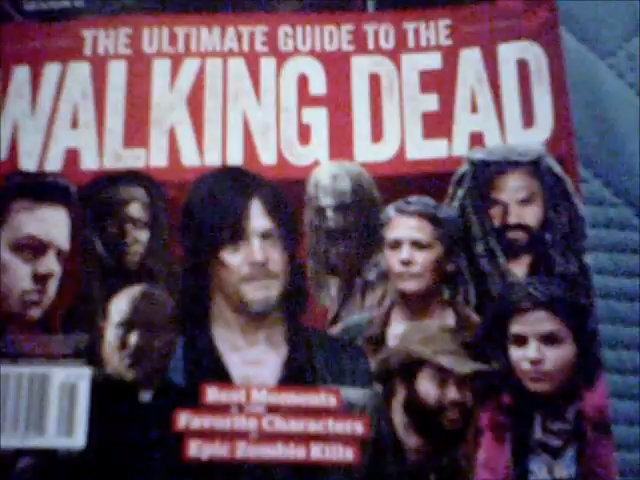 THE ULTIMATE GUIDE TO THE
WALKING DEAD
Best Moments
Favorite Characters
Epic Zombie Kills